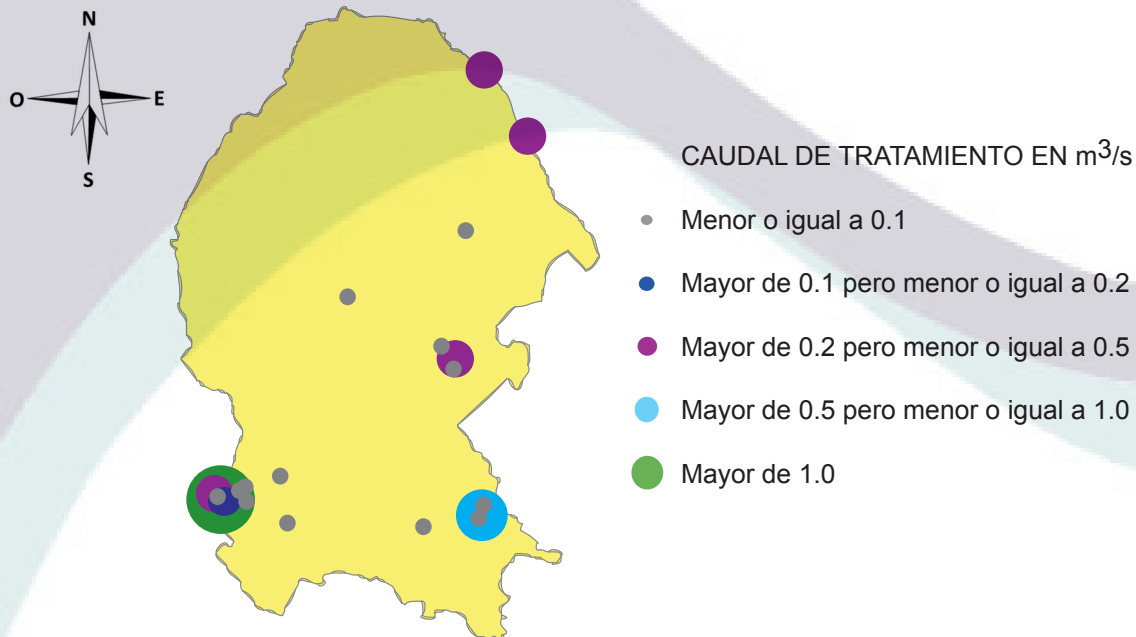 N
O E
S
CAUDAL DE TRATAMIENTO EN m³/s
Menor o igual a 0.1
Mayor de 0.1 pero menor o igual a 0.2
Mayor de 0.2 pero menor o igual a 0.5
Mayor de 0.5 pero menor o igual a 1.0
Mayor de 1.0